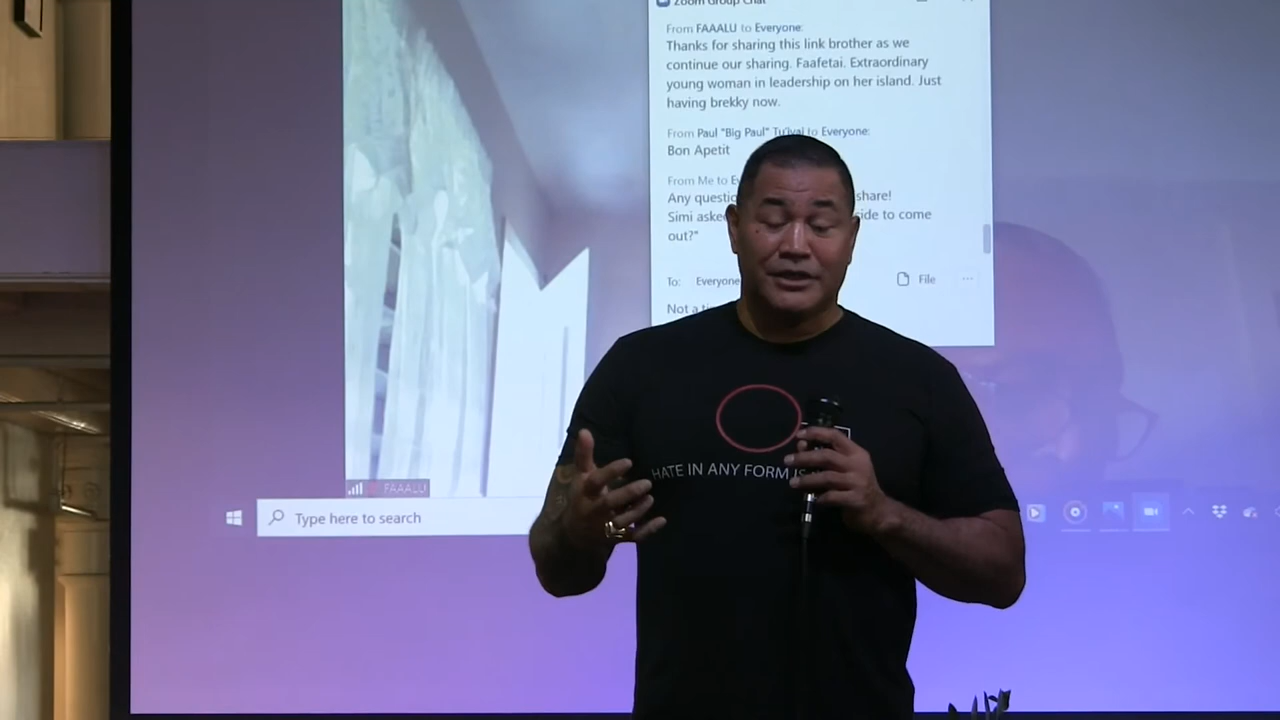 Zoom Group Chat
From FAAALU to Everyone:
Thanks for sharing this link brother as we
continue our sharing. Faafetai. Extraordinary
young woman in leadership on her island. Just
having brekky now.
From Paul "Big Paul" Tu'ivai to Everyone:
Bon Apetit
From Me to
Any share!
Simi to come
out?"
To: Everyone File ...
Not a
HATE IN ANY FORM IS
FAAALU
Type here to search